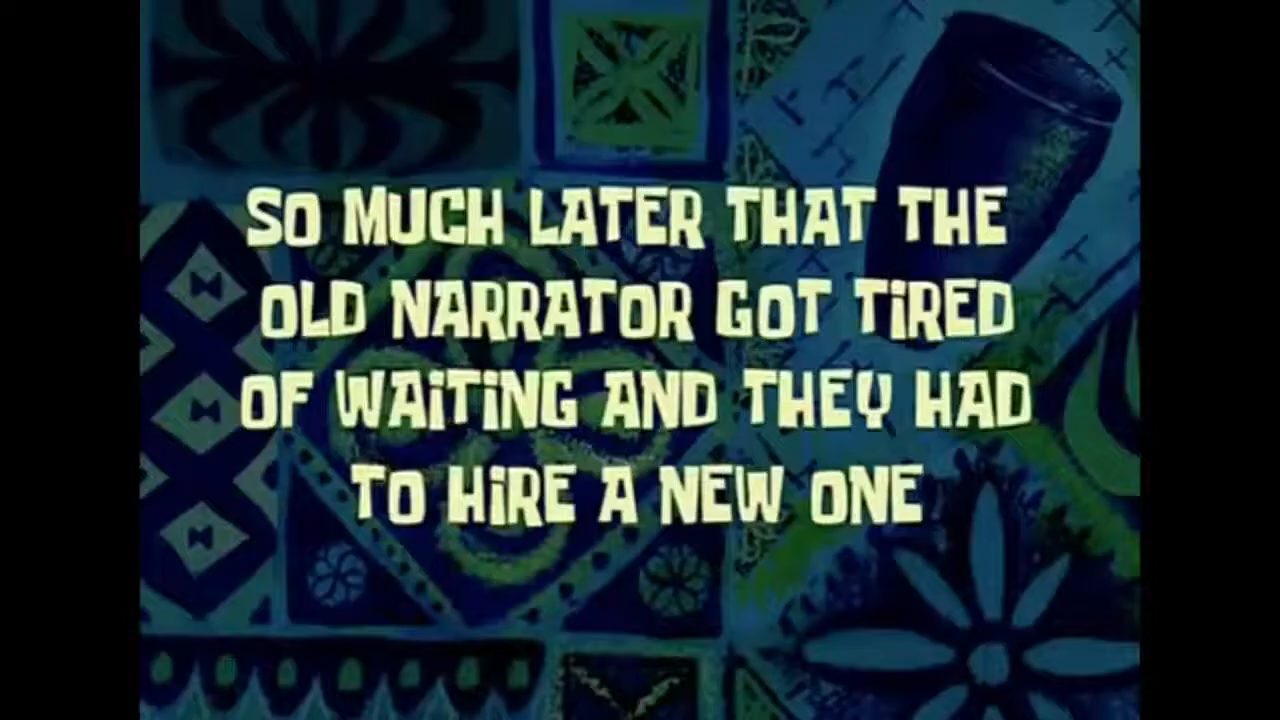 SO MUCH LATER THAT THE
OLD NARRATOR GOT TiRED
OF WAiTiNG AND THEY HAD
TO HiRE A NEW ONE